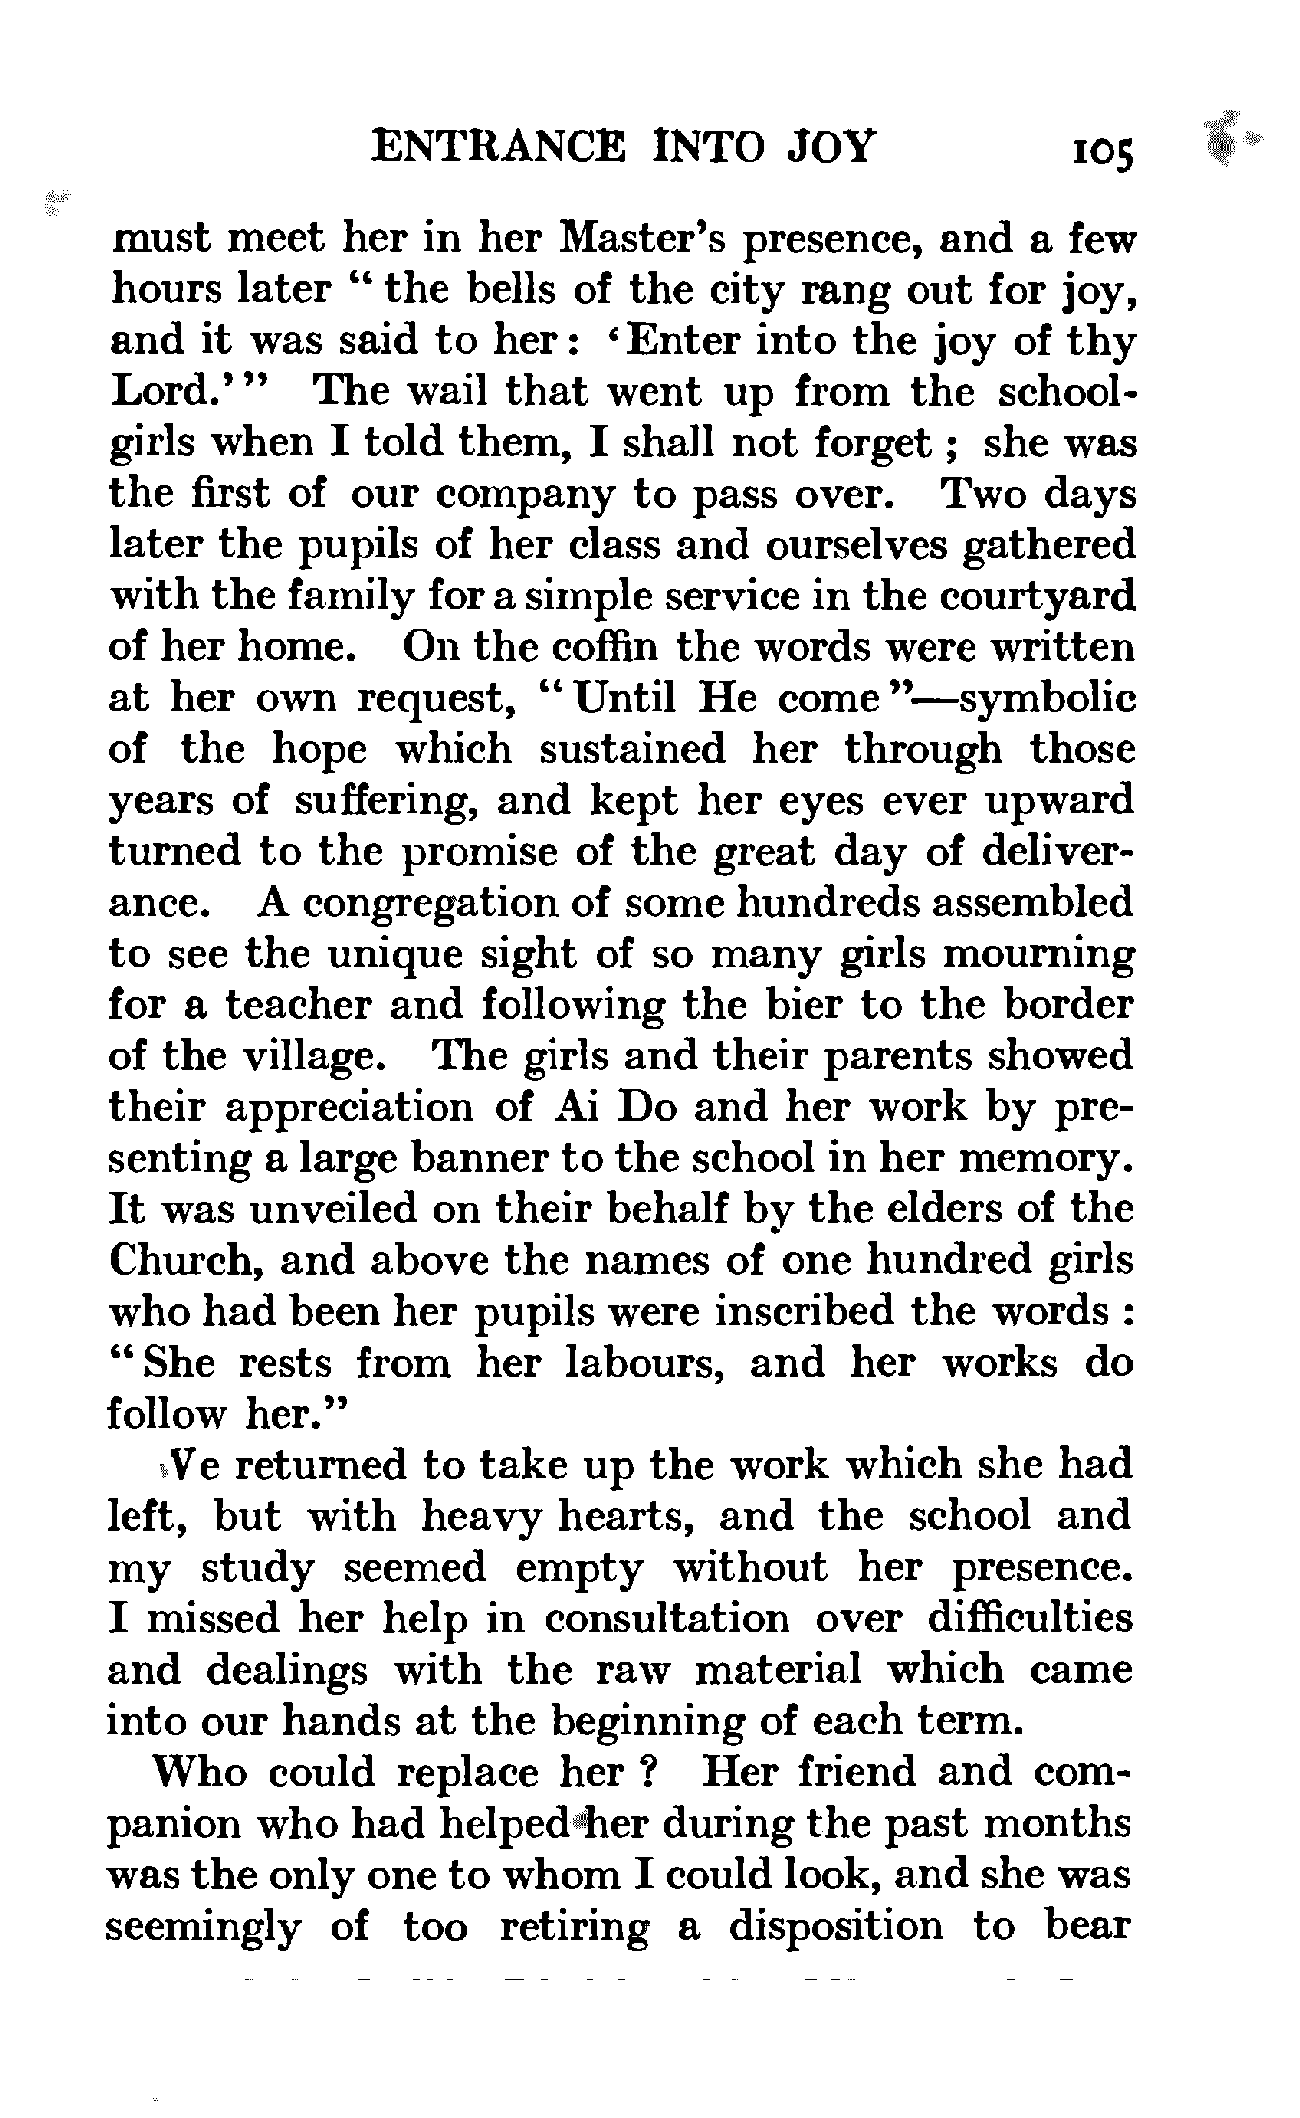 ENTRANCE INTO JOY 105
must meet her in her Master's presence, and a few
hours later “ the bells of the city rang out for joy,
and it was said to her : ‘ Enter into the joy of thy
Lord.’ ” The wail that went up from the school-
girls when I told them, I shall not forget ; she was
the first of our company to pass over. Two days
later the pupils of her class and ourselves gathered
with the family for a simple service in the courtyard
of her home. On the coffin the words were written
at her own request, “ Until He come ”—symbolic
of the hope which sustained her through those
years of suffering, and kept her eyes ever upward
turned to the promise of the great day of deliver-
ance. A congregation of some hundreds assembled
to see the unique sight of so many girls mourning
for a teacher and following the bier to the border
of the village. The girls and their parents showed
their appreciation of Ai Do and her work by pre-
senting a large banner to the school in her memory.
It was unveiled on their behalf by the elders of the
Church, and above the names of one hundred girls
who had been her pupils were inscribed the words :
“ She rests from her labours, and her works do
follow her.”
We returned to take up the work which she had
left, but with heavy hearts, and the school and
my study seemed empty without her presence.
I missed her help in consultation over difficulties
and dealings with the raw material which came
into our hands at the beginning of each term.
Who could replace her ? Her friend and com-
panion who had helped her during the past months
was the only one to whom I could look, and she was
seemingly of too retiring a disposition to bear